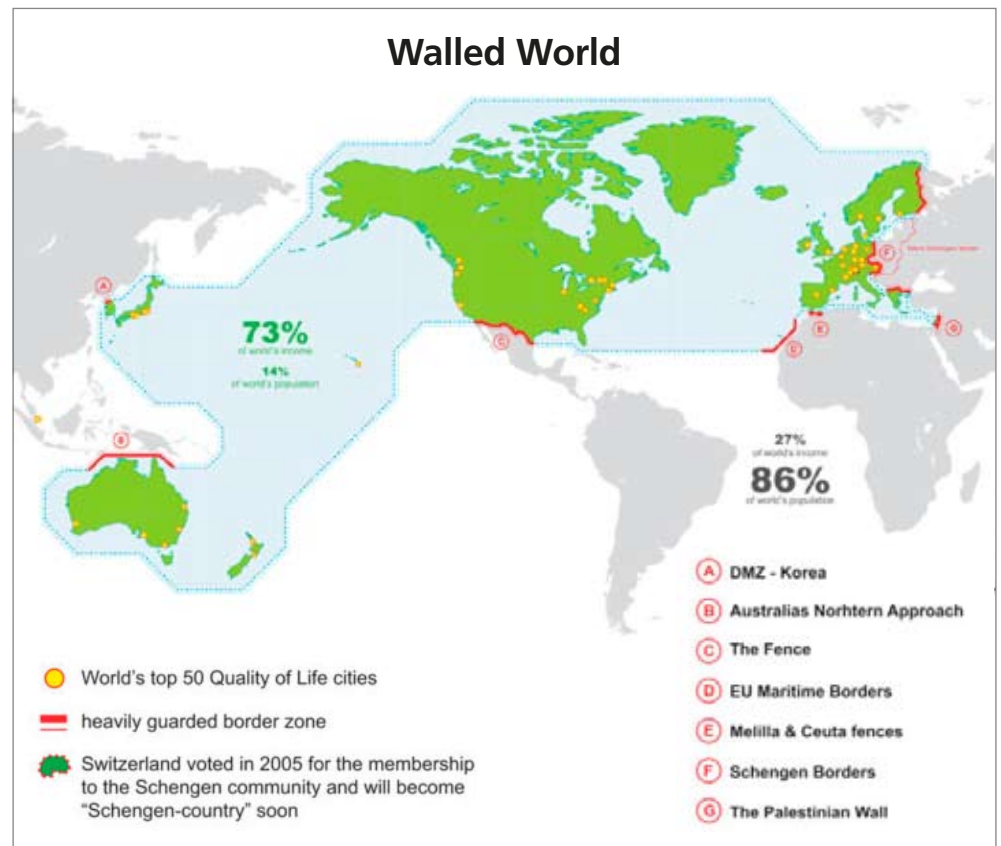 Walled World
A
F
73%
of world's income
14%
of world's population
C
E
D
G
B
27%
of world's income
86%
of world's population
A DMZ - Korea
B Australias Norhtern Approach
C The Fence
D EU Maritime Borders
E Melilla & Ceuta fences
F Schengen Borders
G The Palestinian Wall
World's top 50 Quality of Life cities
heavily guarded border zone
Switzerland voted in 2005 for the membership
to the Schengen community and will become
“Schengen-country” soon